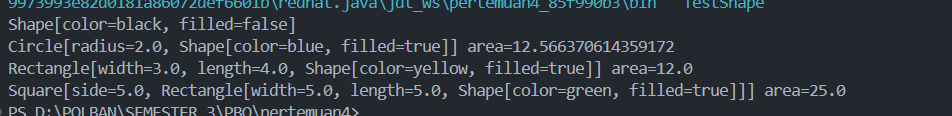 9973993e82d0181a86072def6601b\redhat.java\jdt_ws\pertemuan4_85f990b3\bin' 'TestShape'
Shape[color=black, filled=false]
Circle[radius=2.0, Shape[color=blue, filled=true]] area=12.566370614359172
Rectangle[width=3.0, length=4.0, Shape[color=yellow, filled=true]] area=12.0
Square[side=5.0, Rectangle[width=5.0, length=5.0, Shape[color=green, filled=true]]] area=25.0
PS D:\POLBAN\SEMESTER 3\PBO\pertemuan4>